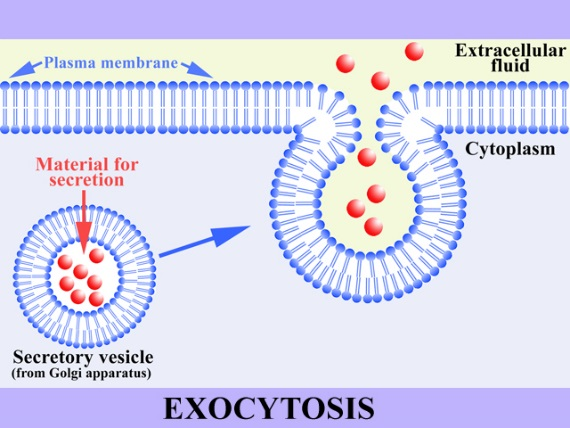 Plasma membrane
Extracellular
fluid
Cytoplasm
Material for
secretion
Secretory vesicle
(from Golgi apparatus)
EXOCYTOSIS